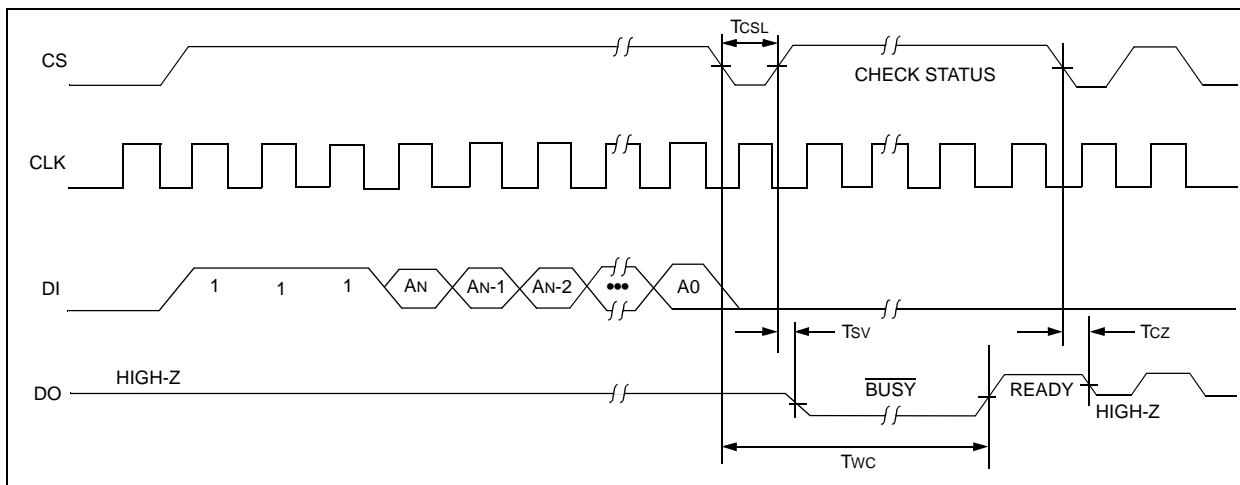 TCSL
CS
CHECK STATUS
CLK
DI
1 1 1 AN AN-1 AN-2 ••• A0
TSV
TCZ
HIGH-Z
DO
BUSY
READY
HIGH-Z
TWC